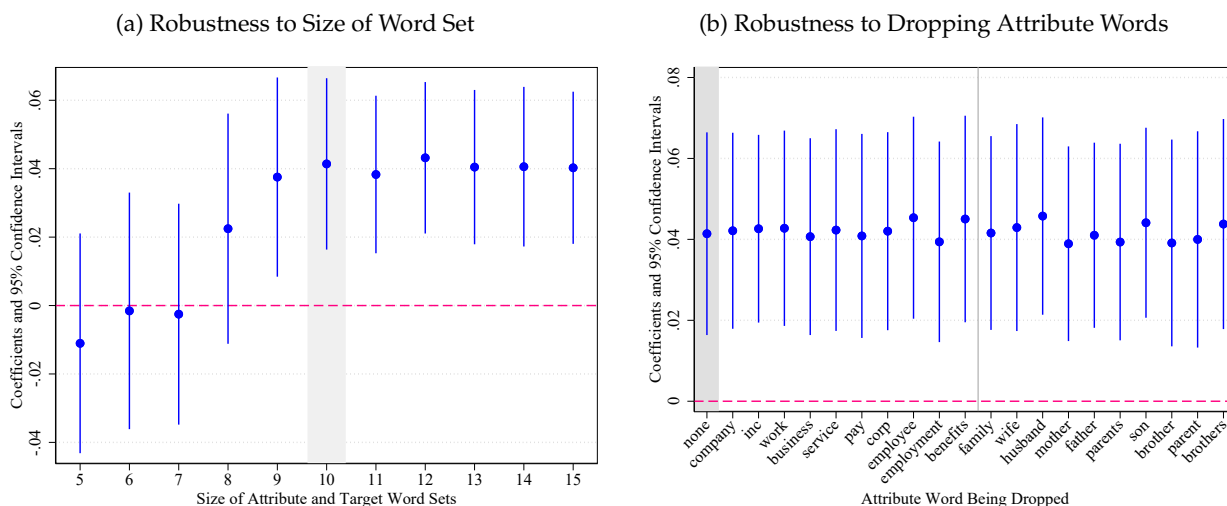 (a) Robustness to Size of Word Set
Coefficients and 95% Confidence Intervals
.06
.04
.02
0
-.02
-.04
5 6 7 8 9 10 11 12 13 14 15
Size of Attribute and Target Word Sets
(b) Robustness to Dropping Attribute Words
Coefficients and 95% Confidence Intervals
.08
.06
.04
.02
0
none
company
inc
work
business
service
pay
corp
employee
employment
benefits
family
wife
husband
mother
father
parents
son
brother
parent
brothers
Attribute Word Being Dropped